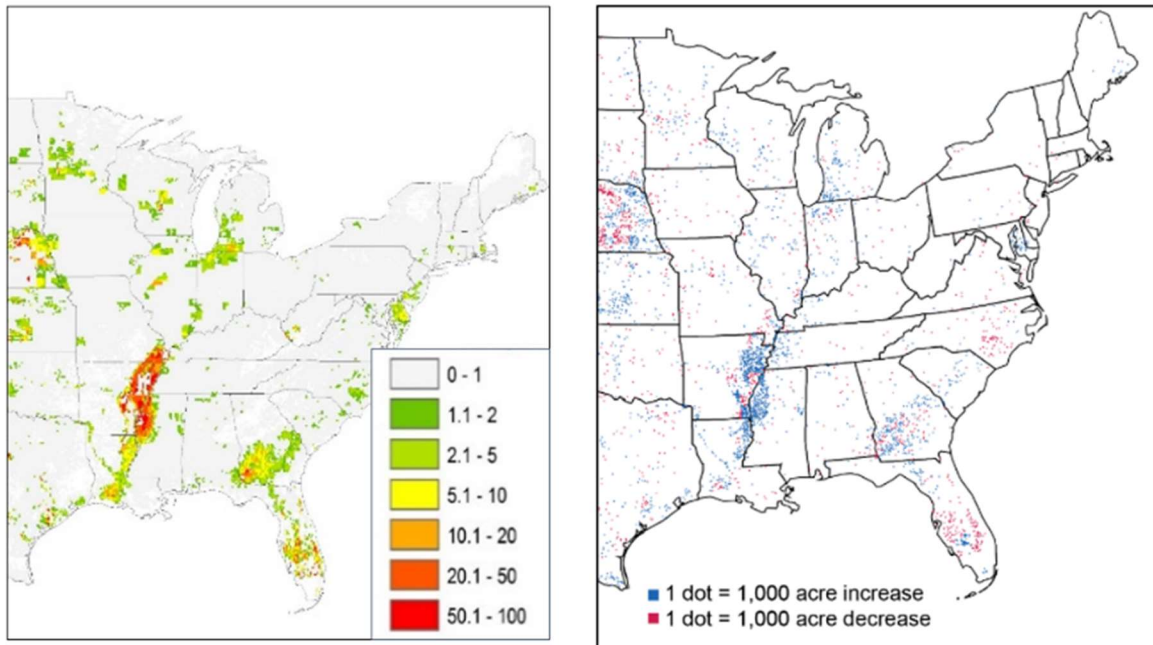 0 - 1
1.1 - 2
2.1 - 5
5.1 - 10
10.1 - 20
20.1 - 50
50.1 - 100
1 dot = 1,000 acre increase
1 dot = 1,000 acre decrease